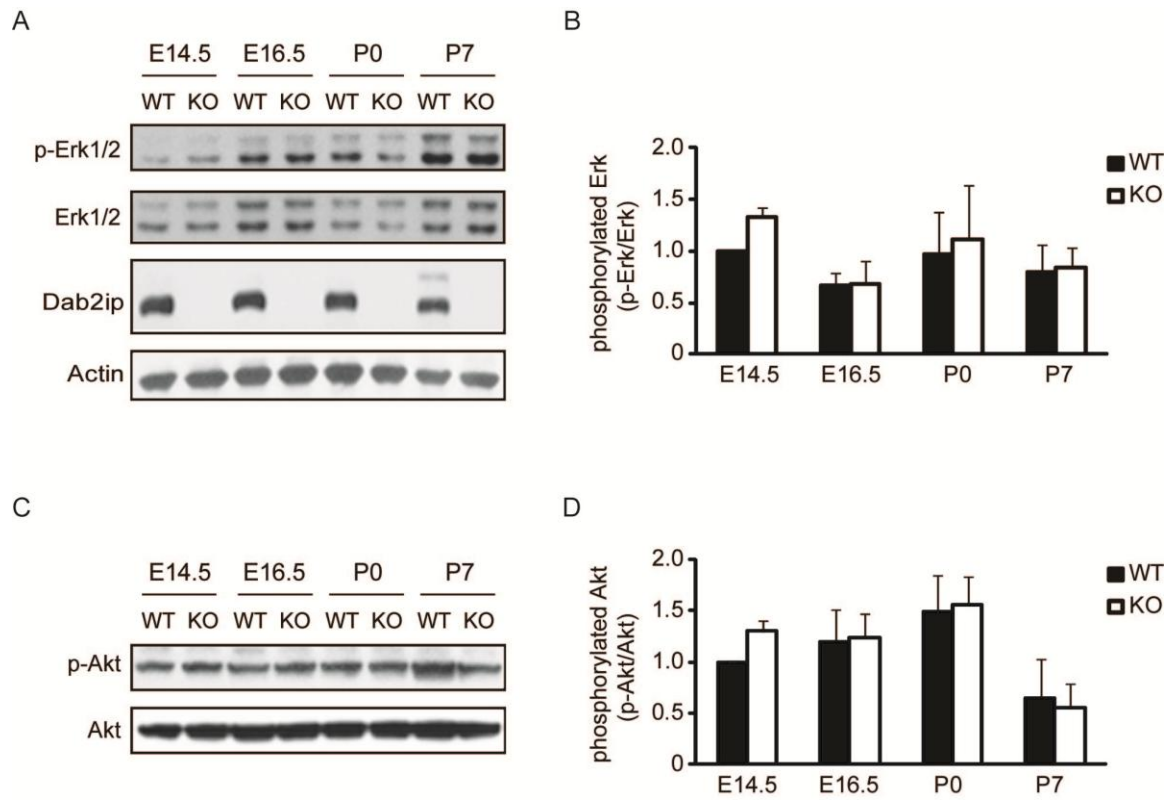 A
E14.5 E16.5 P0 P7
WT KO WT KO WT KO WT KO
p-Erk1/2
Erk1/2
Dab2ip
Actin
B
phosphorylated Erk
(p-Erk/Erk)
2.0
1.5
1.0
0.5
0
E14.5 E16.5 P0 P7
WT
KO
C
E14.5 E16.5 P0 P7
WT KO WT KO WT KO WT KO
p-Akt
Akt
D
phosphorylated Akt
(p-Akt/Akt)
2.0
1.5
1.0
0.5
0
E14.5 E16.5 P0 P7
WT
KO